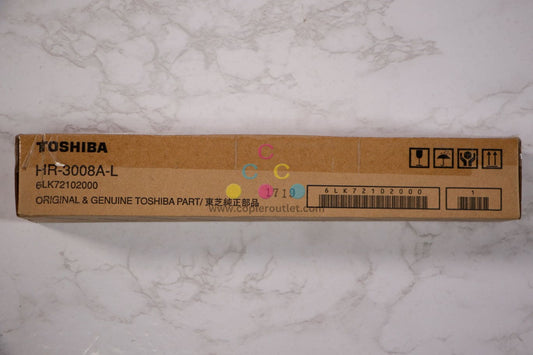 TOSHIBA
HR-3008A-L
6LK72102000
ORIGINAL & GENUINE TOSHIBA PART/ 東芝純正部品
1719
6LK72102000
1
C
C C
www.copieroutlet.com